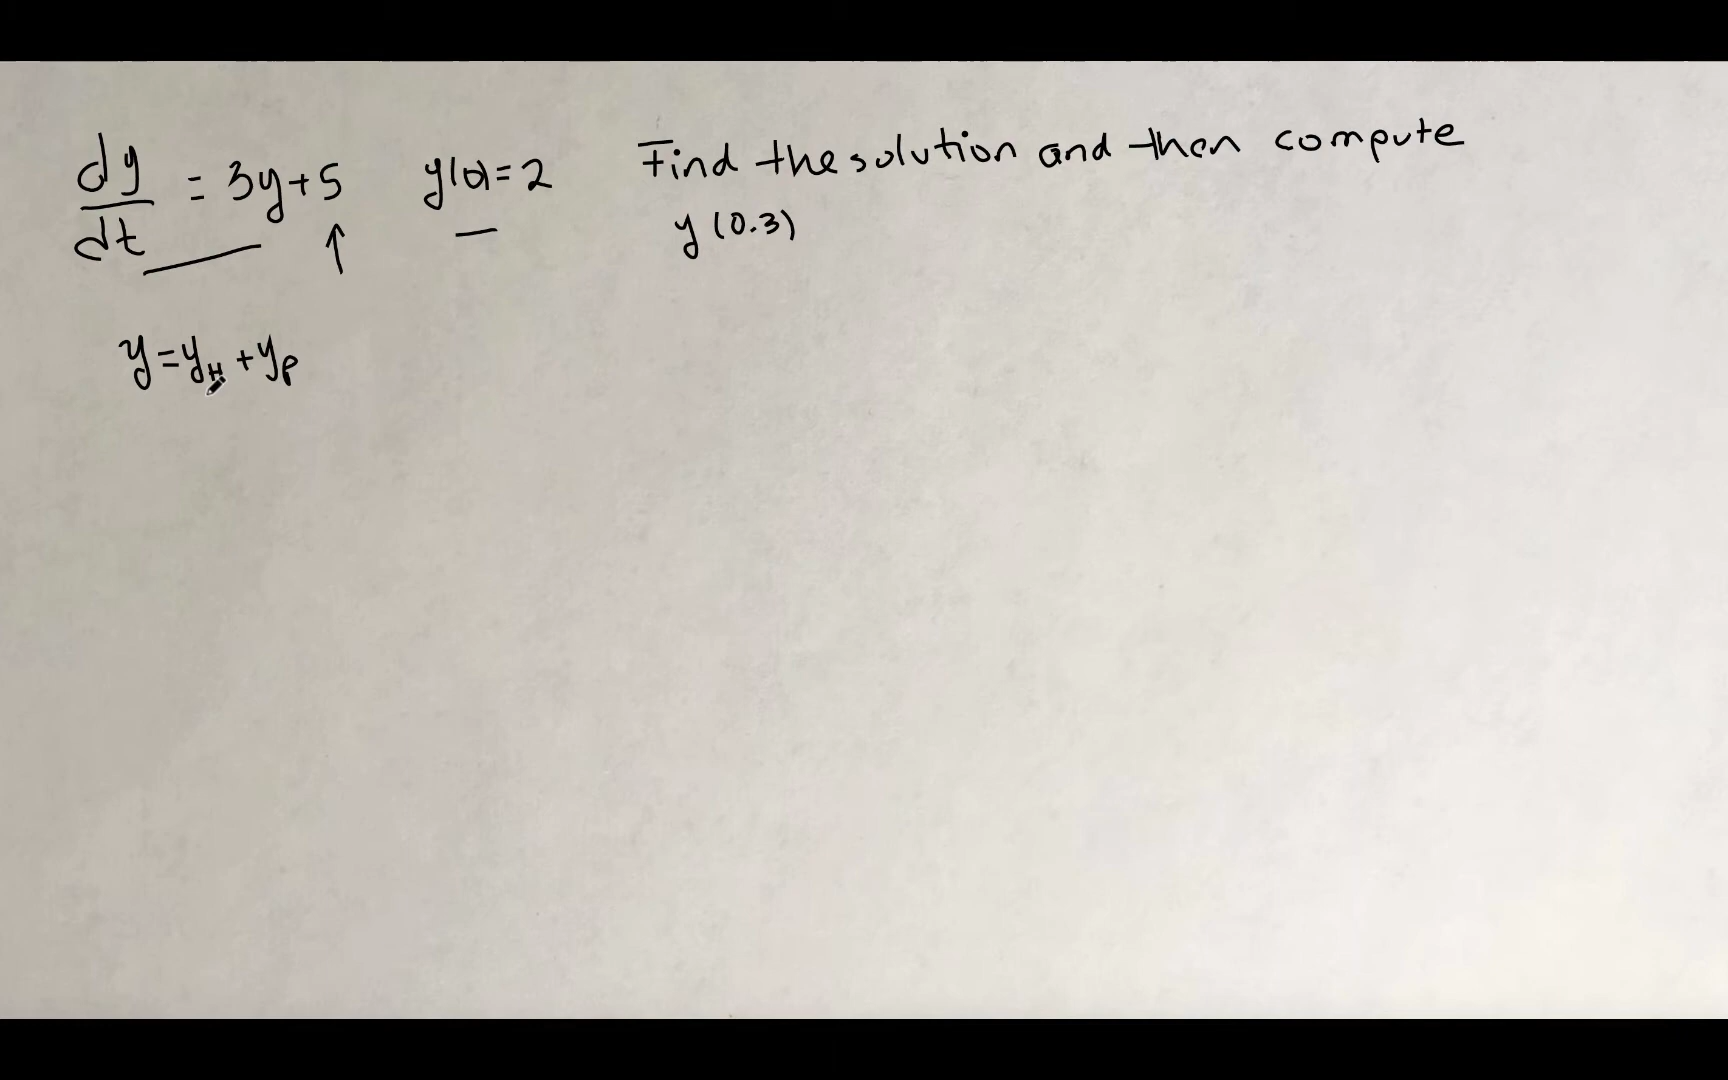 dy/dt = 3y+5   y(0)=2   Find the solution and then compute
y (0.3)
y=y_H+y_P